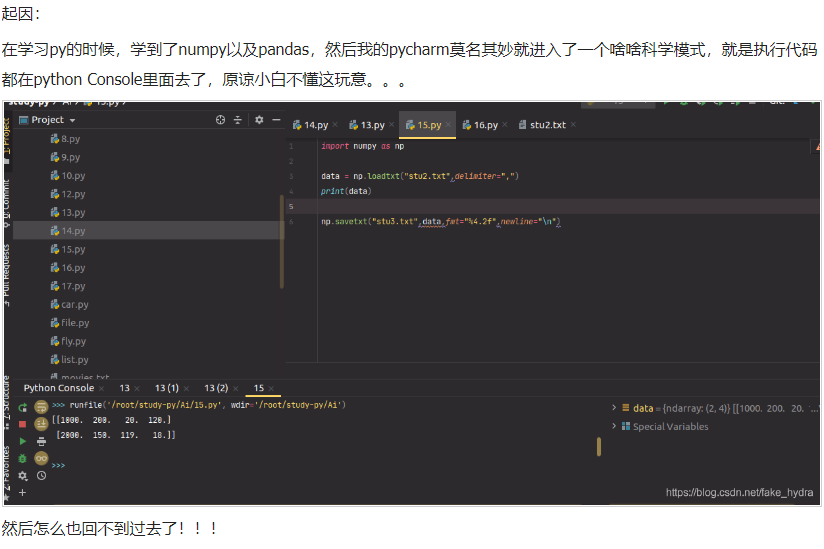 起因：
在学习py的时候，学到了numpy以及pandas，然后我的pycharm莫名其妙就进入了一个啥啥科学模式，就是执行代码
都在python Console里面去了，原谅小白不懂这玩意。。。
Project
14.py
13.py
15.py
16.py
stu2.txt
8.py
9.py
10.py
12.py
13.py
14.py
15.py
16.py
17.py
car.py
file.py
fly.py
list.py
movies.txt
1 import numpy as np
2
3 data = np.loadtxt("stu2.txt",delimiter=",")
4 print(data)
5
6 np.savetxt("stu3.txt",data,fmt="%4.2f",newline="\n")
Project
Commit
Pull Requests
Structure
Favorites
Python Console
13
13 (1)
13 (2)
15
>>> runfile('/root/study-py/Ai/15.py', wdir='/root/study-py/Ai')
[[1000. 200. 20. 120.]
[2000. 150. 119. 18.]]
>>>
data = {ndarray: (2, 4)} [[1000. 200. 20. ...
Special Variables
https://blog.csdn.net/fake_hydra
然后怎么也回不到过去了！！！